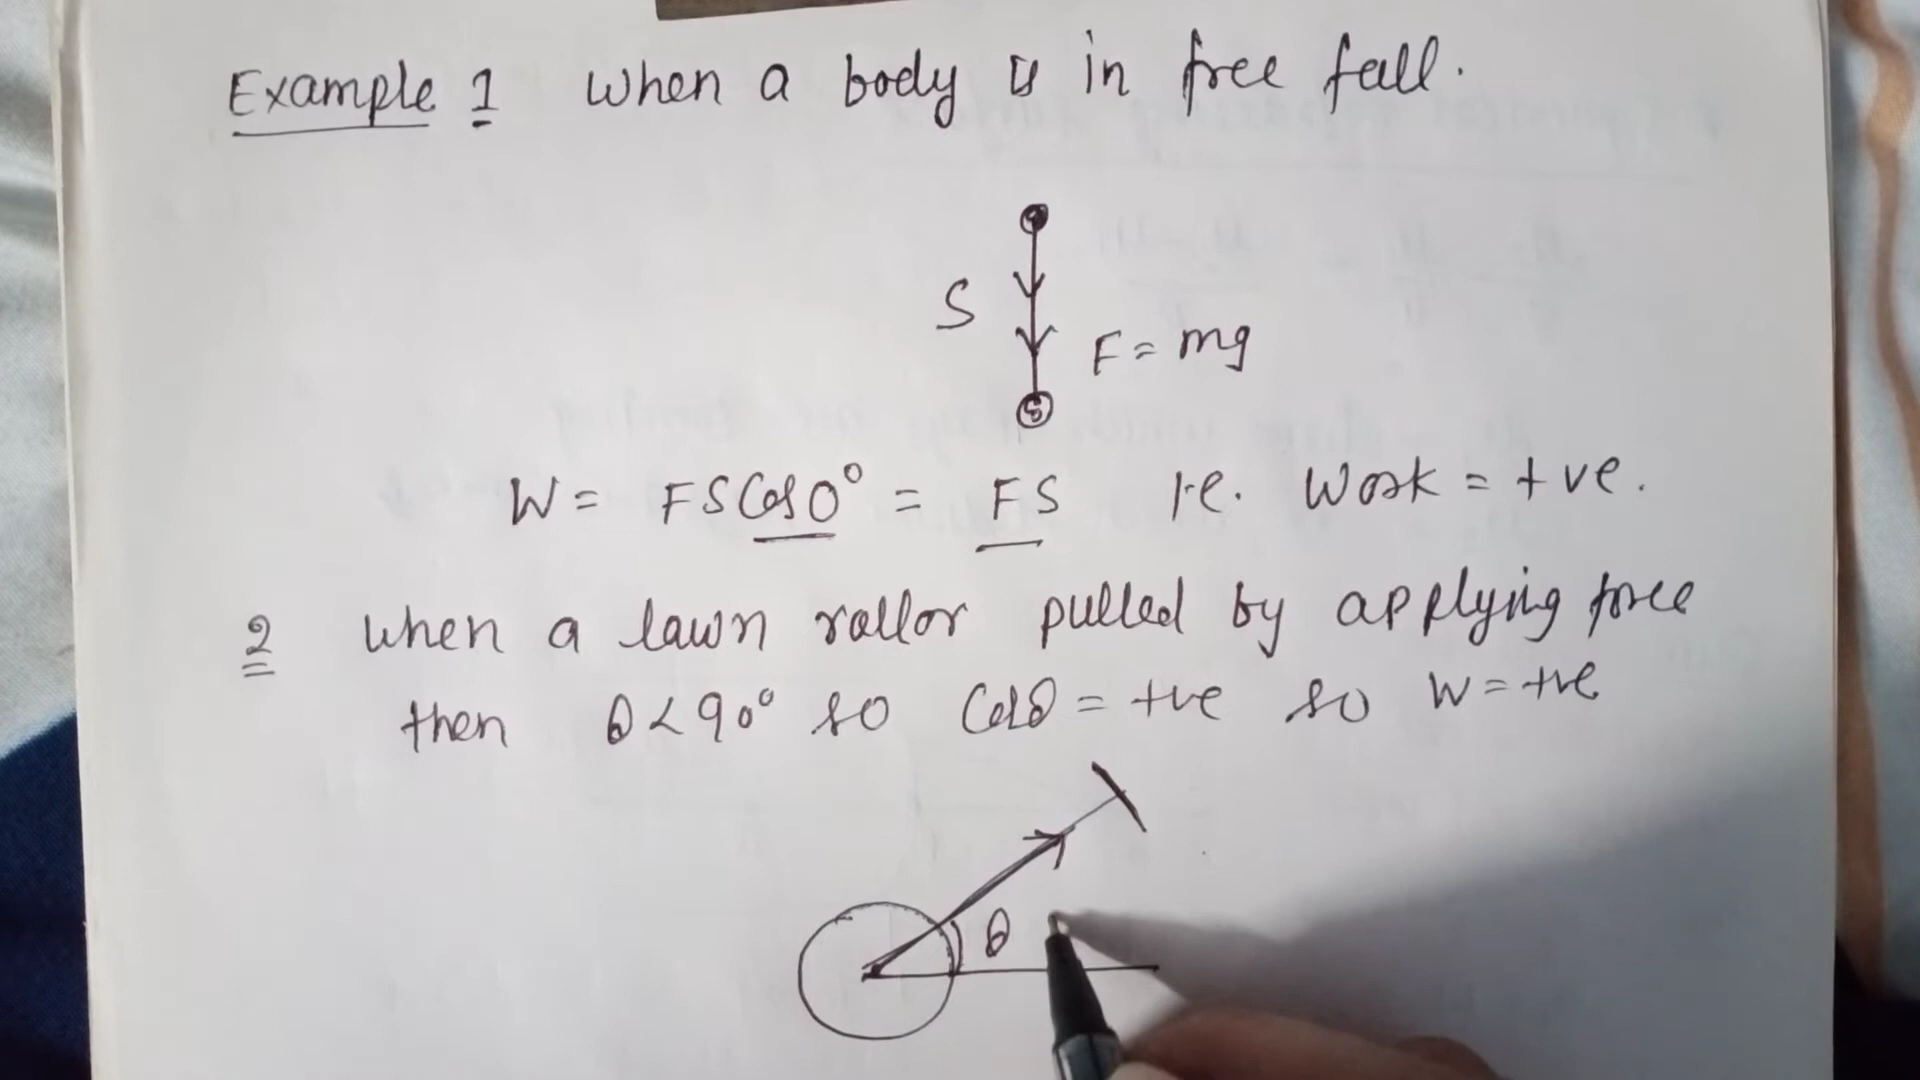 Example 1 When a body is in free fall.
S
F = mg
W = FS Cos 0° = FS i.e. Work = +ve.
2 When a lawn rollor pulled by applying force
then θ < 90° so Cosθ = +ve so W = +ve
θ